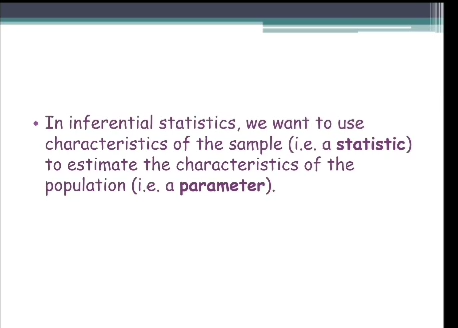 • In inferential statistics, we want to use
characteristics of the sample (i.e. a statistic)
to estimate the characteristics of the
population (i.e. a parameter).